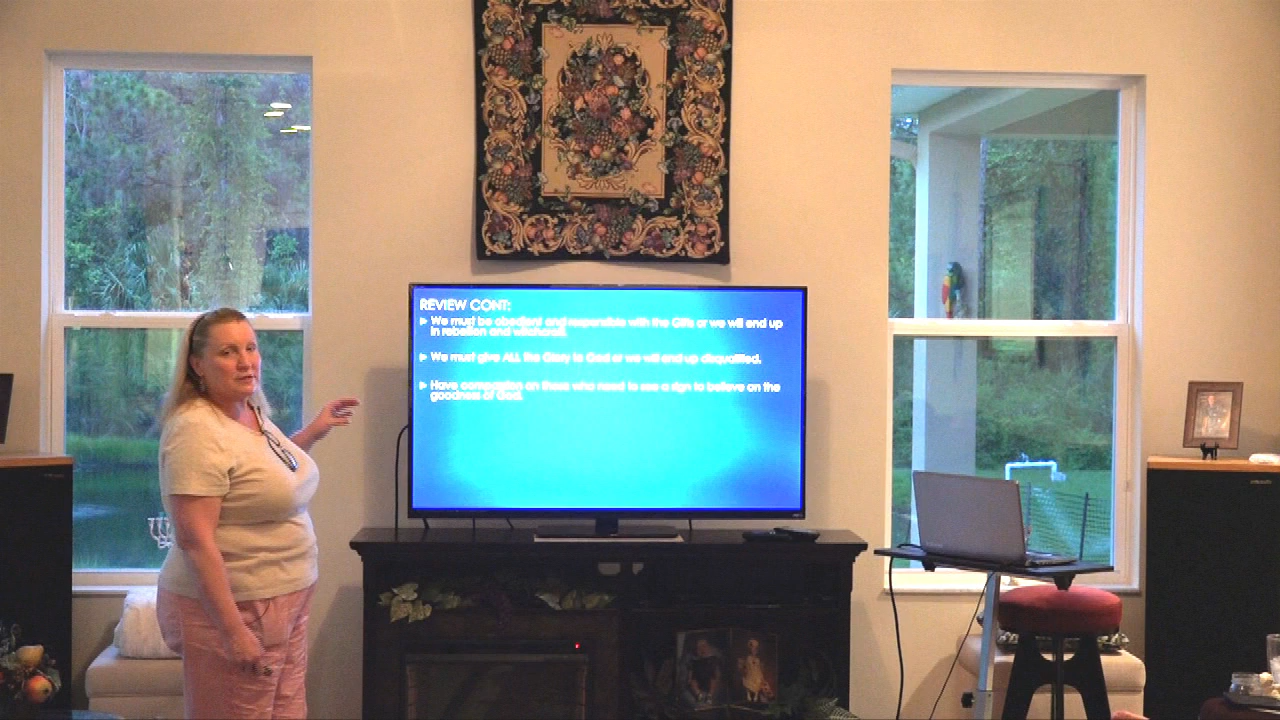 REVIEW CONT:
We must be obedient and responsible with the Gifts or we will end up
in rebellion and witchcraft.
We must give ALL the Glory to God or we will end up disqualified.
Have compassion on those who need to see a sign to believe on the
goodness of God.